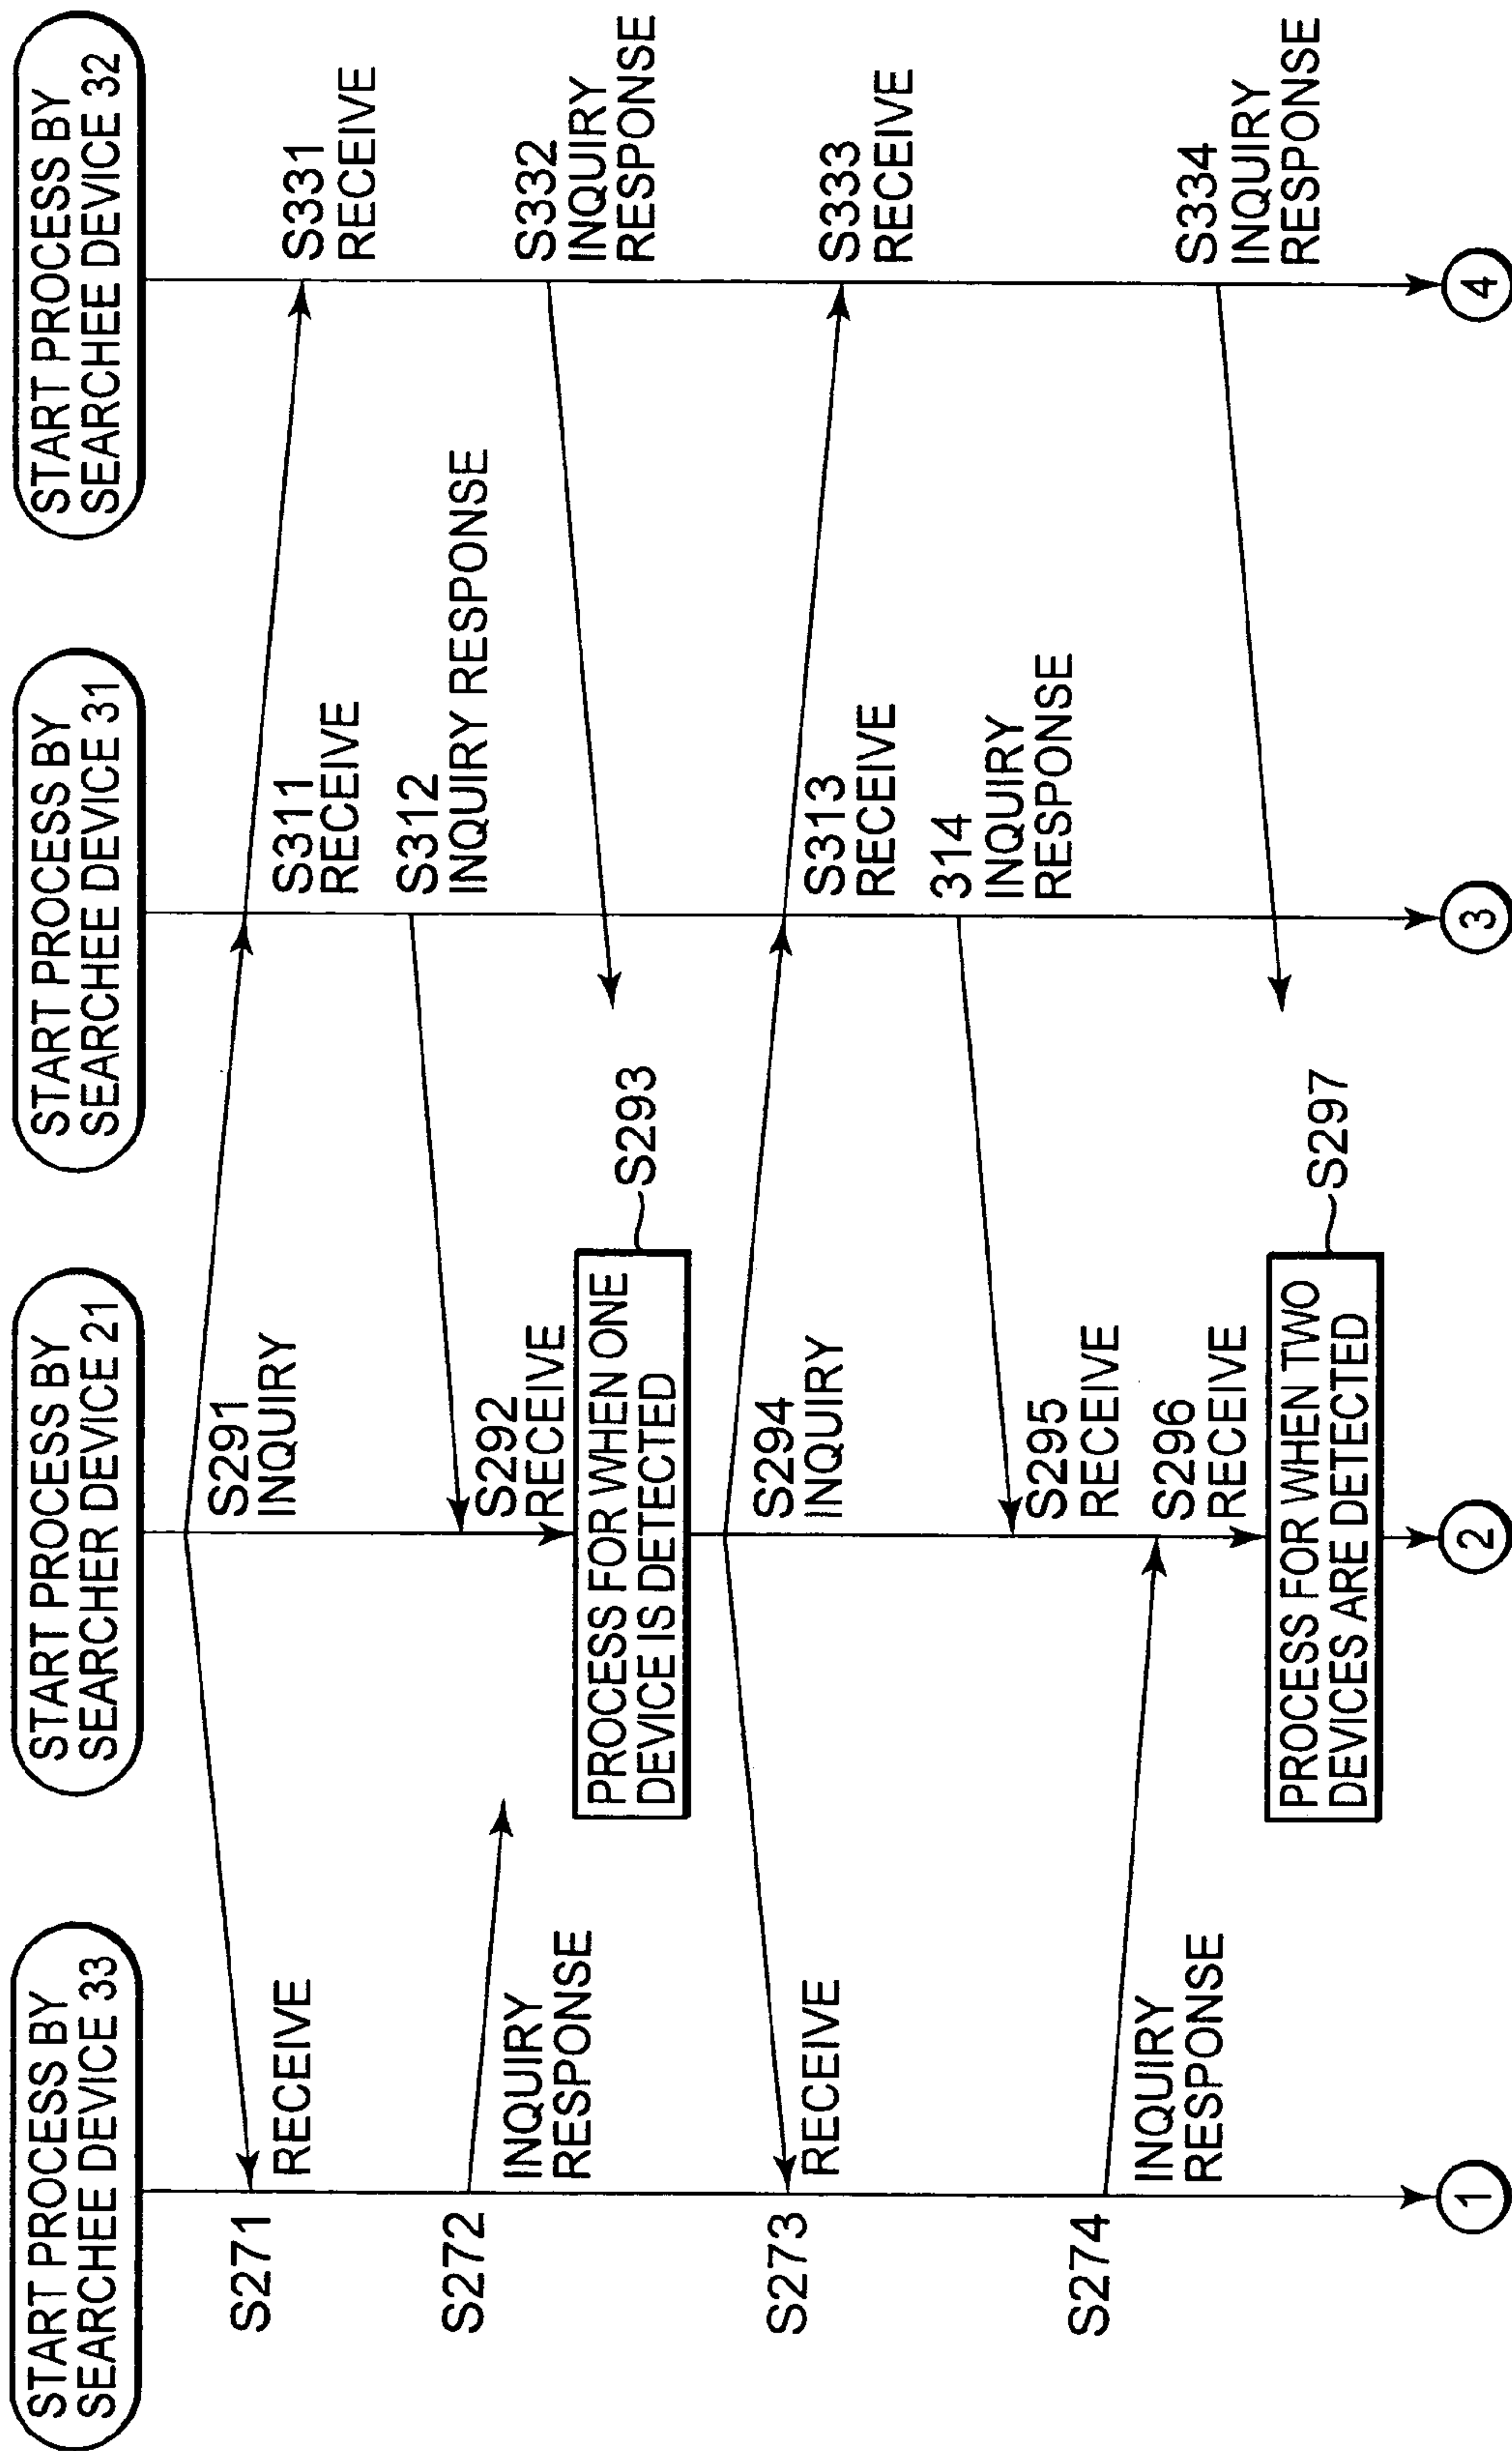 START PROCESS BY
SEARCHEE DEVICE 33
START PROCESS BY
SEARCHER DEVICE 21
START PROCESS BY
SEARCHEE DEVICE 31
START PROCESS BY
SEARCHEE DEVICE 32
S271
RECEIVE
S272
INQUIRY
RESPONSE
S273
RECEIVE
S274
INQUIRY
RESPONSE
1
S291
INQUIRY
S292
RECEIVE
PROCESS FOR WHEN ONE
DEVICE IS DETECTED
S293
S294
INQUIRY
S295
RECEIVE
S296
RECEIVE
PROCESS FOR WHEN TWO
DEVICES ARE DETECTED
S297
2
S311
RECEIVE
S312
INQUIRY RESPONSE
S313
RECEIVE
314
INQUIRY
RESPONSE
3
S331
RECEIVE
S332
INQUIRY
RESPONSE
S333
RECEIVE
S334
INQUIRY
RESPONSE
4